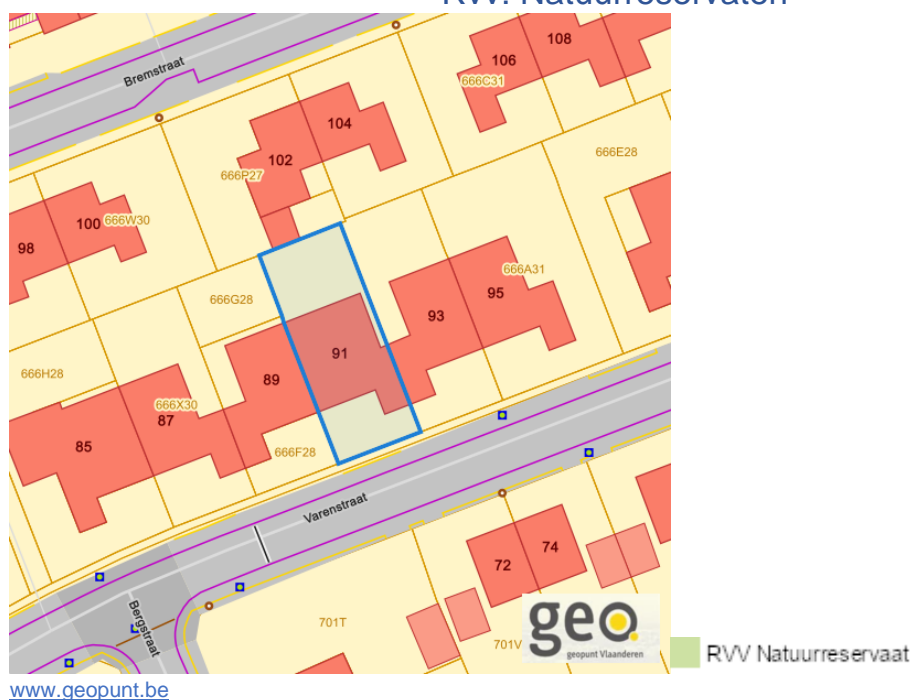 RVV: Natuurreservaten
Bremstraat
106
108
666C31
104
102
666P27
666E28
100
666W30
98
666A31
95
666G28
93
91
89
666H28
666X30
87
85
666F28
Varenstraat
72
74
Bergstraat
701T
701V
geo
geopunt Vlaanderen
RVV Natuurreservaat
www.geopunt.be